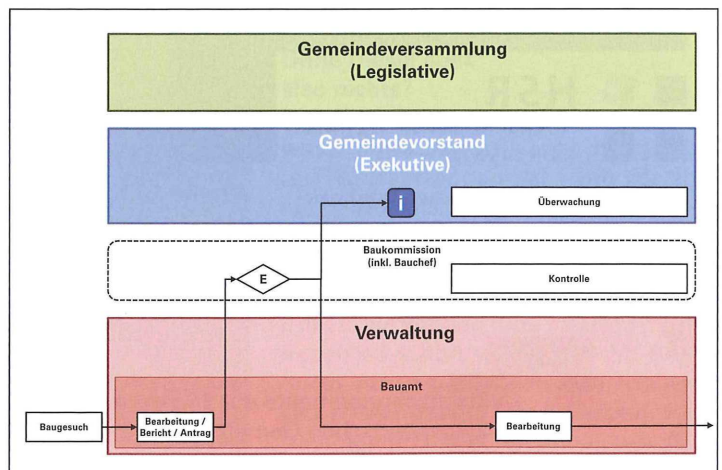 Gemeindeversammlung
(Legislative)
Gemeindevorstand
(Exekutive)
i
Überwachung
Baukommission
(inkl. Bauchef)
E
Kontrolle
Verwaltung
Bauamt
Baugesuch
Bearbeitung /
Bericht / Antrag
Bearbeitung